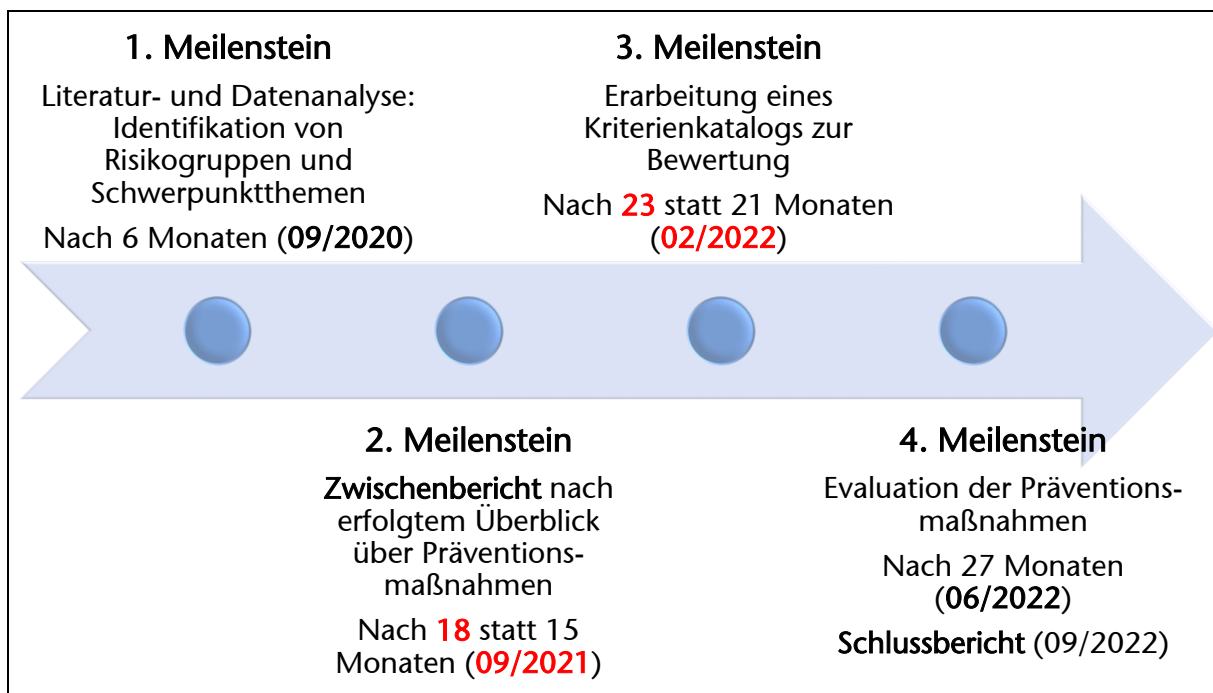 1. Meilenstein
Literatur- und Datenanalyse:
Identifikation von
Risikogruppen und
Schwerpunktthemen
Nach 6 Monaten (09/2020)
2. Meilenstein
Zwischenbericht nach
erfolgtem Überblick
über Präventions-
maßnahmen
Nach 18 statt 15
Monaten (09/2021)
3. Meilenstein
Erarbeitung eines
Kriterienkatalogs zur
Bewertung
Nach 23 statt 21 Monaten
(02/2022)
4. Meilenstein
Evaluation der Präventions-
maßnahmen
Nach 27 Monaten
(06/2022)
Schlussbericht (09/2022)